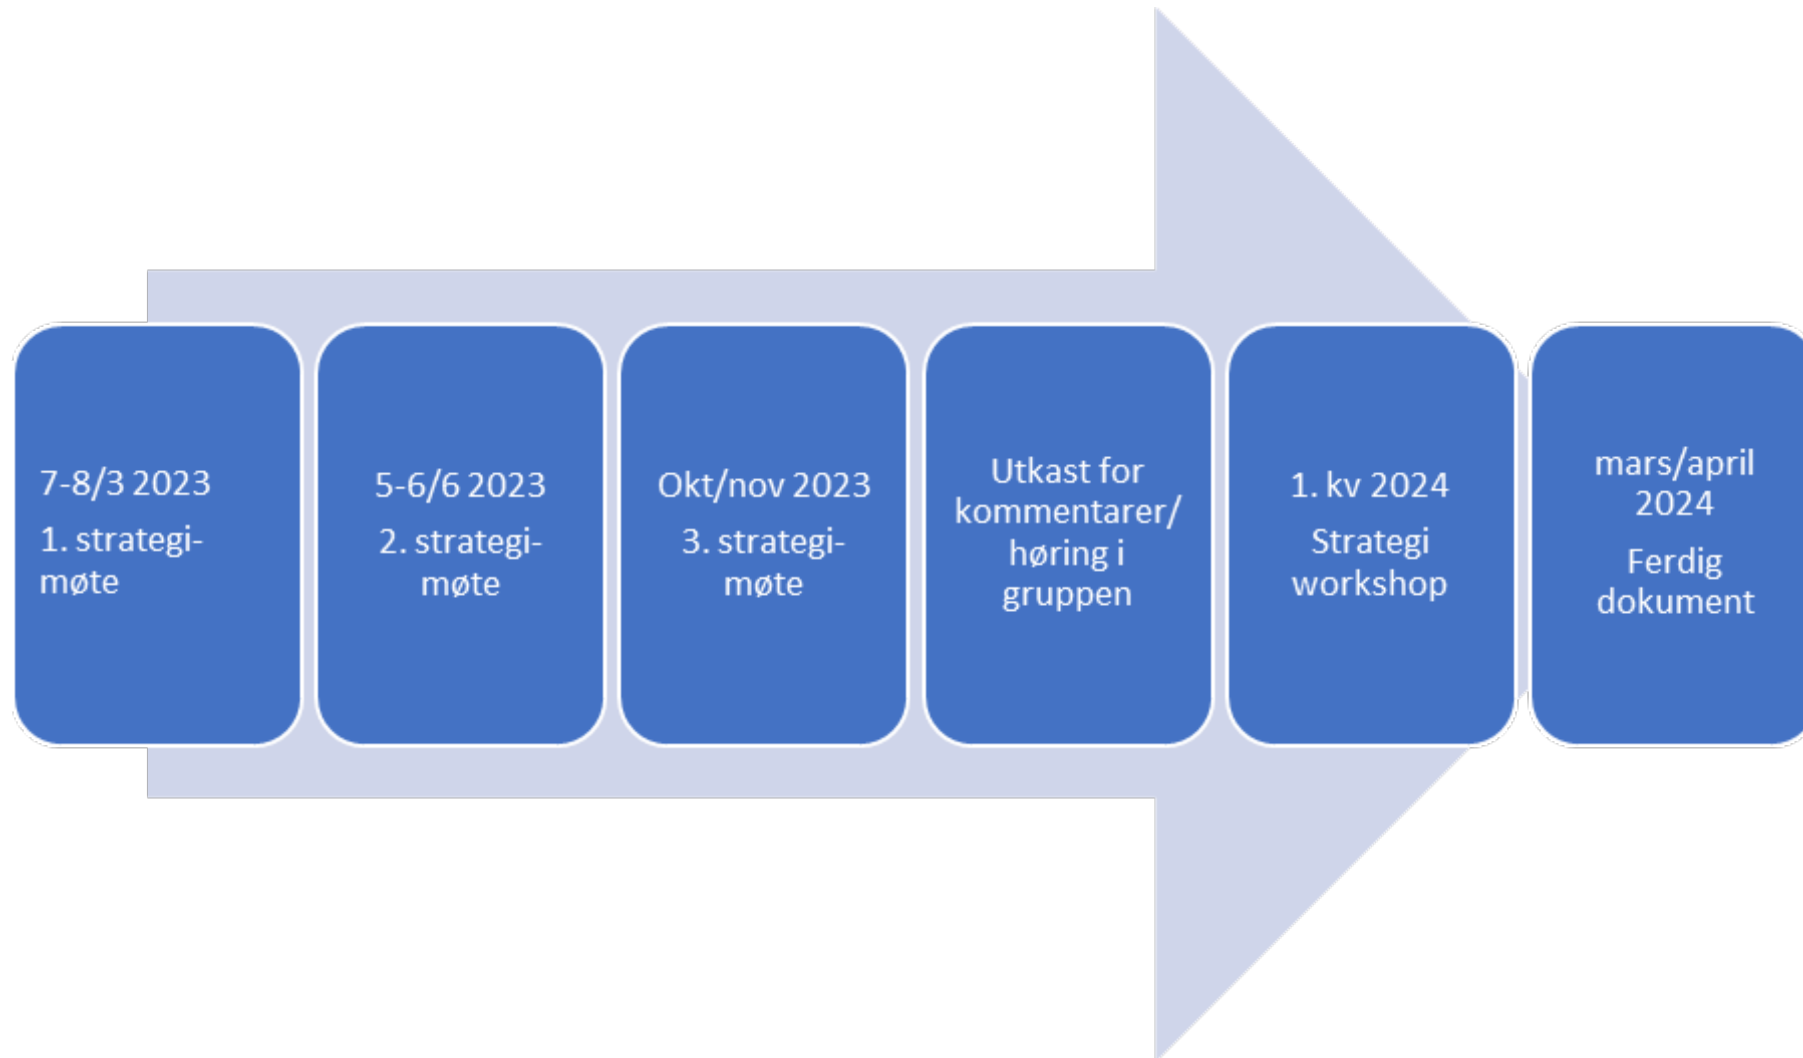 7-8/3 2023
1. strategi-
møte
5-6/6 2023
2. strategi-
møte
Okt/nov 2023
3. strategi-
møte
Utkast for
kommentarer/
høring i
gruppen
1. kv 2024
Strategi
workshop
mars/april
2024
Ferdig
dokument